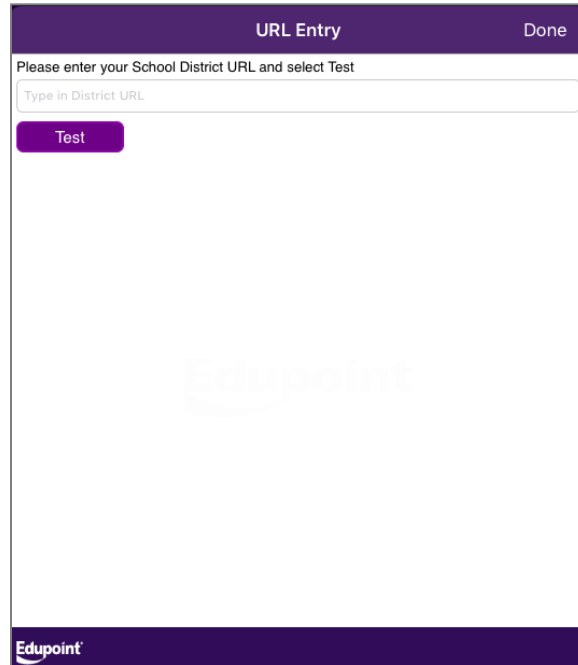 URL Entry Done
Please enter your School District URL and select Test
Type in District URL
Test
Edupoint
Edupoint